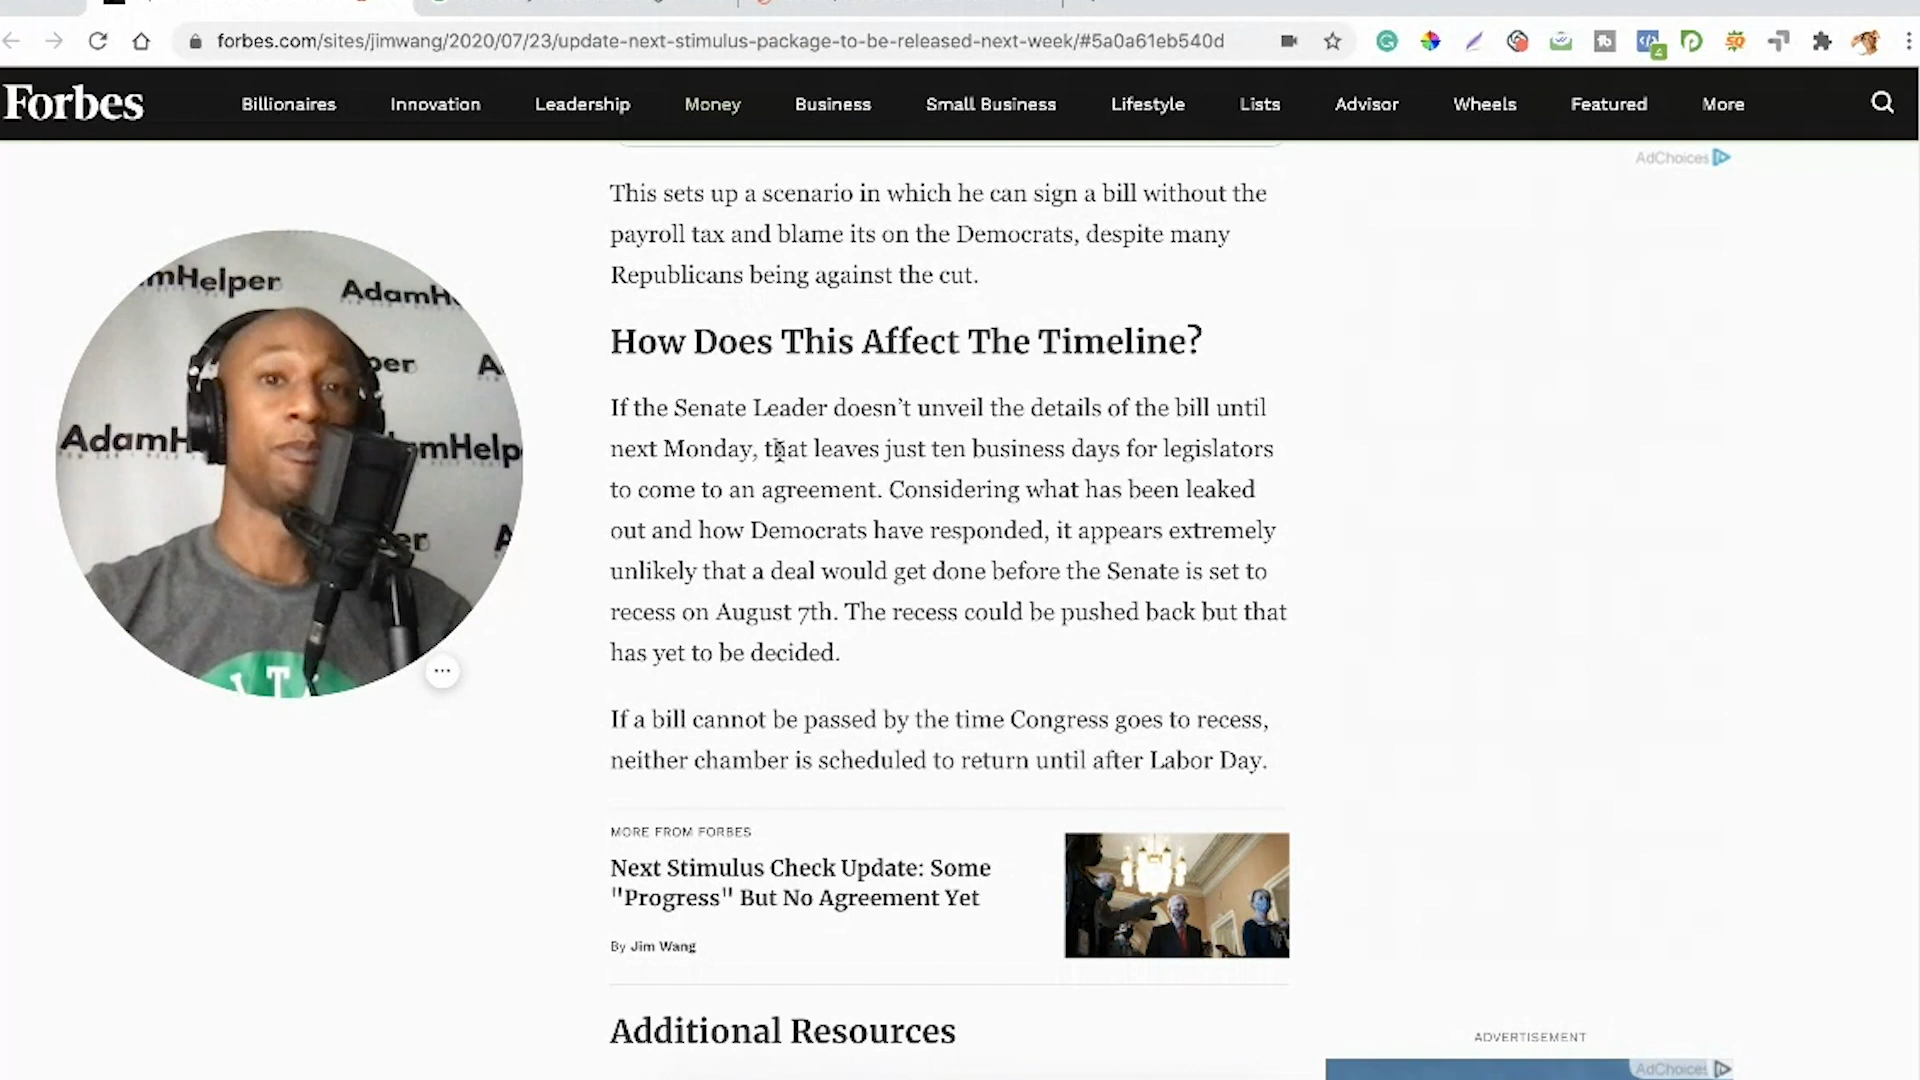 forbes.com/sites/jimwang/2020/07/23/update-next-stimulus-package-to-be-released-next-week/#5a0a61eb540d
Forbes Billionaires Innovation Leadership Money Business Small Business Lifestyle Lists Advisor Wheels Featured More
AdChoices
This sets up a scenario in which he can sign a bill without the
payroll tax and blame its on the Democrats, despite many
Republicans being against the cut.
mHelper AdamH
per A
AdamH mHelp
er A
How Does This Affect The Timeline?
If the Senate Leader doesn't unveil the details of the bill until
next Monday, that leaves just ten business days for legislators
to come to an agreement. Considering what has been leaked
out and how Democrats have responded, it appears extremely
unlikely that a deal would get done before the Senate is set to
recess on August 7th. The recess could be pushed back but that
has yet to be decided.
If a bill cannot be passed by the time Congress goes to recess,
neither chamber is scheduled to return until after Labor Day.
MORE FROM FORBES
Next Stimulus Check Update: Some
"Progress" But No Agreement Yet
By Jim Wang
Additional Resources
ADVERTISEMENT
AdChoices